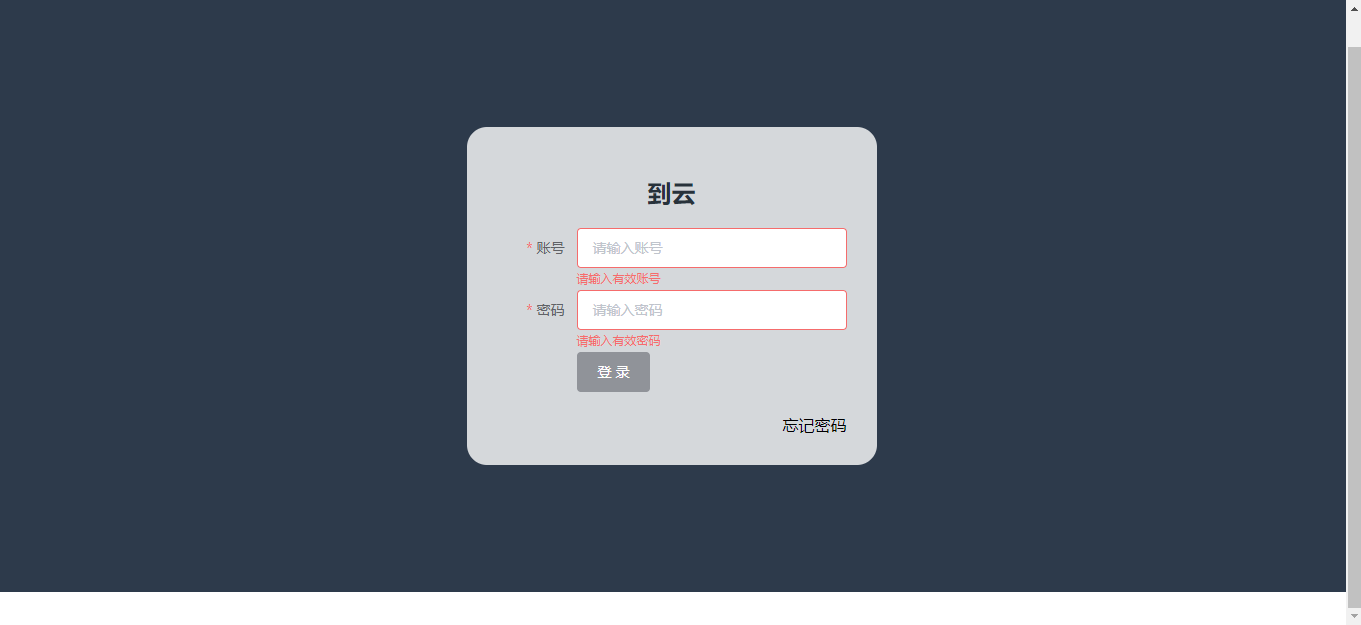 到云
* 账号 请输入账号
请输入有效账号
* 密码 请输入密码
请输入有效密码
登 录
忘记密码